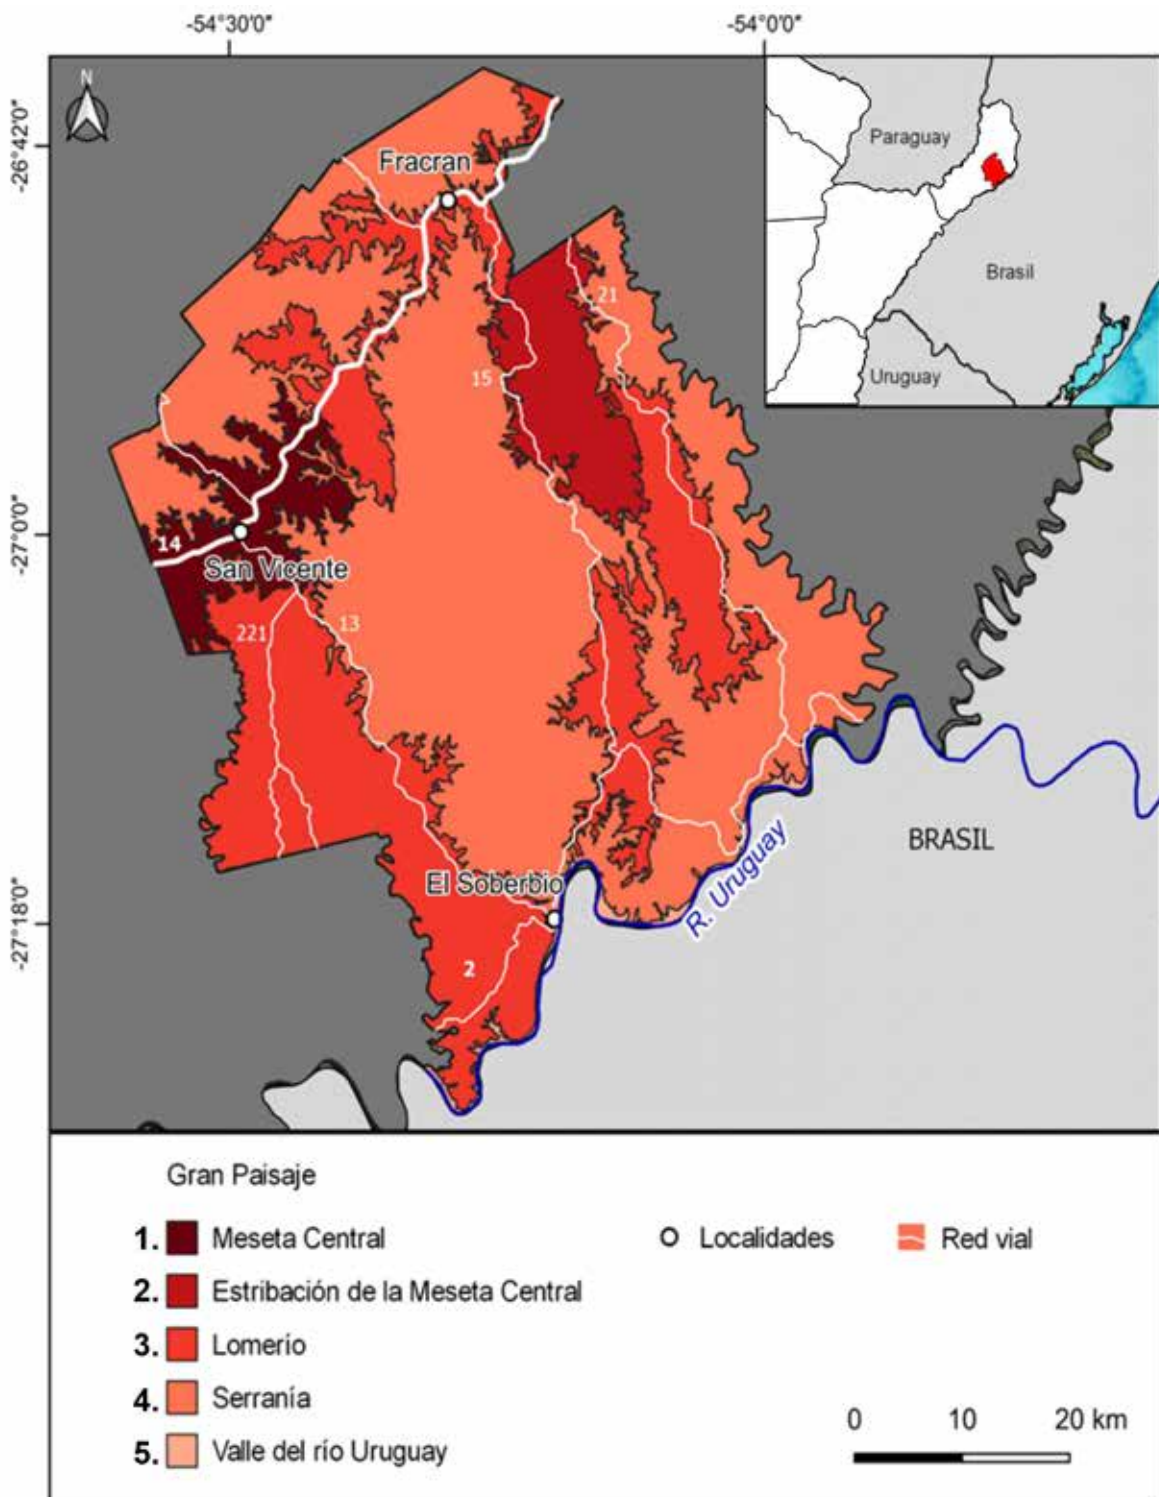 -54°30'0" -54°0'0"
N
-26°42'0"
Paraguay
Fracran
Brasil
21
15
Uruguay
-27°0'0"
14
San Vicente
221
13
BRASIL
R. Uruguay
El Soberbio
-27°18'0"
2
Gran Paisaje
1. Meseta Central
2. Estribación de la Meseta Central
3. Lomerío
4. Serranía
5. Valle del río Uruguay
Localidades
Red vial
0 10 20 km